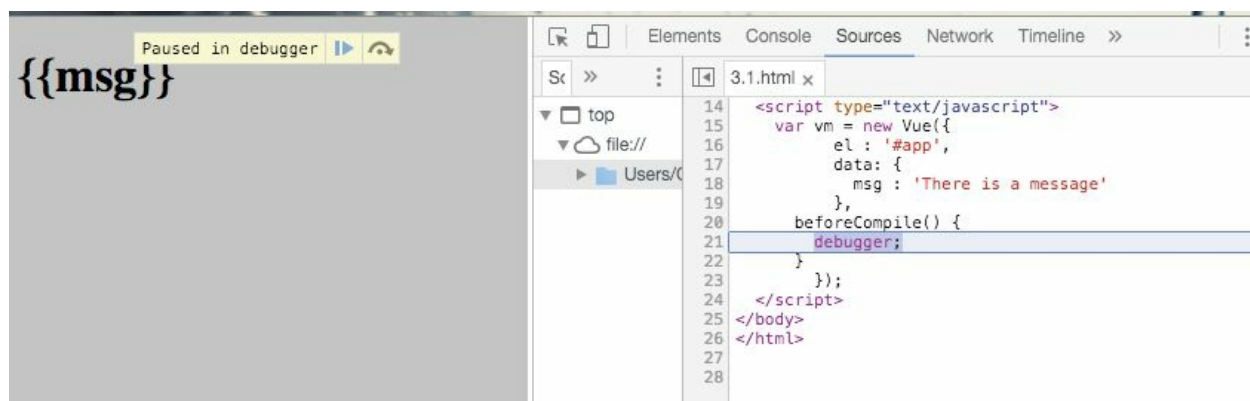 Paused in debugger
{{msg}}
Elements Console Sources Network Timeline »
»
3.1.html ×
top
file://
Users/
14 <script type="text/javascript">
15 var vm = new Vue({
16 el : '#app',
17 data: {
18 msg : 'There is a message'
19 },
20 beforeCompile() {
21 debugger;
22 }
23 });
24 </script>
25 </body>
26 </html>
27
28